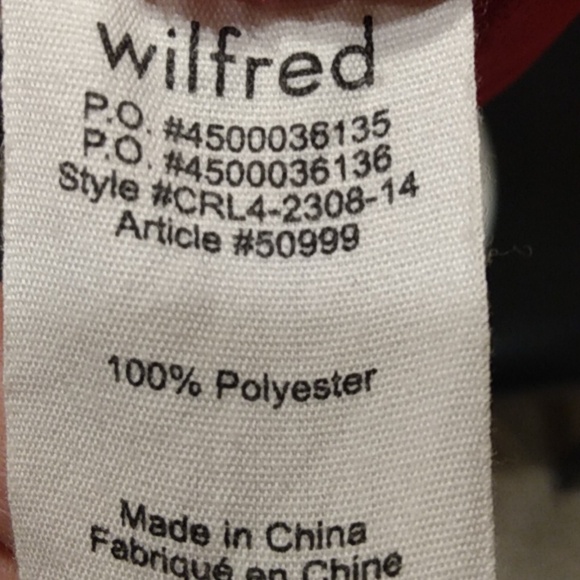 wilfred
P.O. #4500036135
P.O. #4500036136
Style #CRL4-2308-14
Article #50999
100% Polyester
Made in China
Fabriqué en Chine